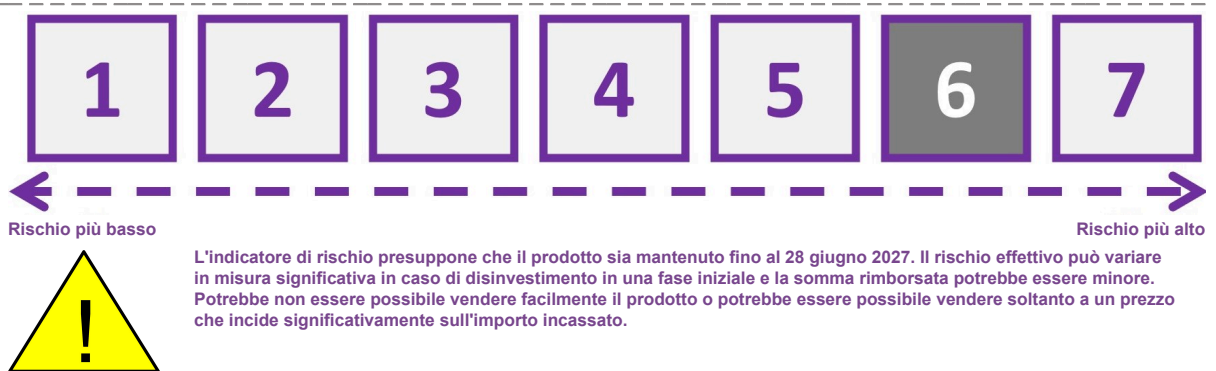 1 2 3 4 5 6 7
Rischio più basso Rischio più alto
L'indicatore di rischio presuppone che il prodotto sia mantenuto fino al 28 giugno 2027. Il rischio effettivo può variare
in misura significativa in caso di disinvestimento in una fase iniziale e la somma rimborsata potrebbe essere minore.
Potrebbe non essere possibile vendere facilmente il prodotto o potrebbe essere possibile vendere soltanto a un prezzo
che incide significativamente sull'importo incassato.
!